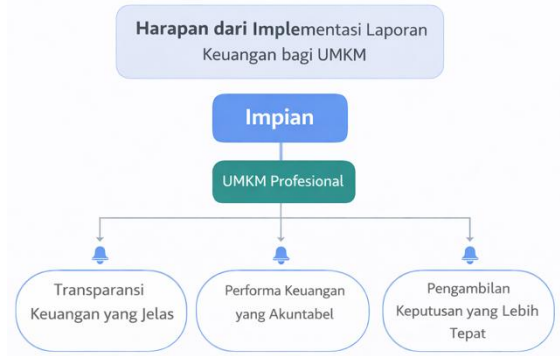 Harapan dari Implementasi Laporan
Keuangan bagi UMKM
Impian
UMKM Profesional
Transparansi
Keuangan yang Jelas
Performa Keuangan
yang Akuntabel
Pengambilan
Keputusan yang Lebih
Tepat